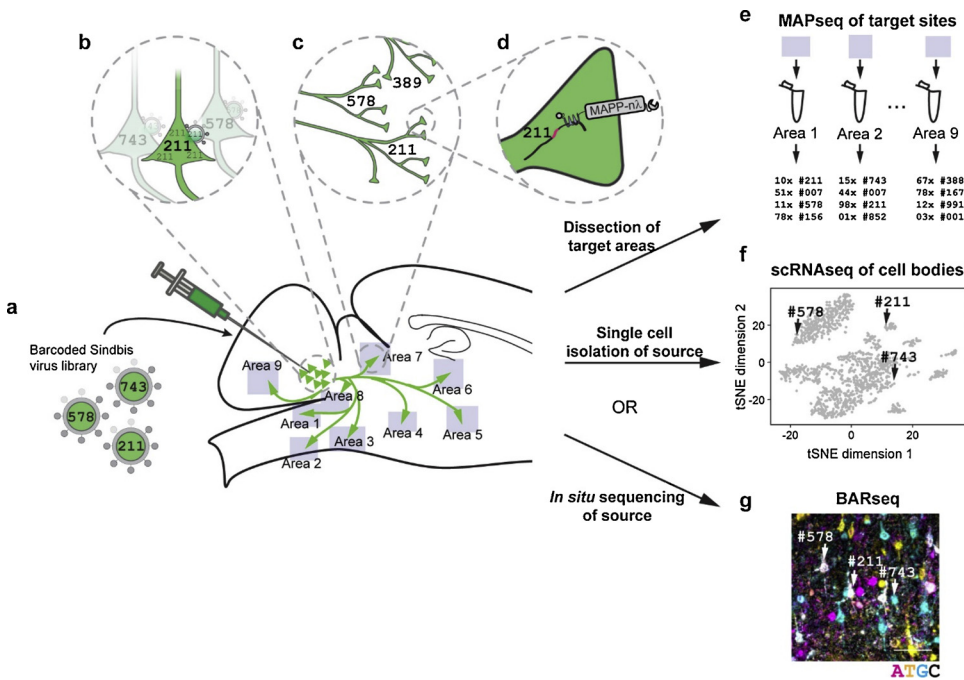 a
Barcoded Sindbis
virus library
743
578
211
b
743
211
578
211
211
211
211
c
389
578
211
d
211
MAPP-nλ
Area 9
Area 7
Area 8
Area 6
Area 1
Area 2
Area 3
Area 4
Area 5
Dissection of
target areas
Single cell
isolation of source
OR
In situ sequencing
of source
e
MAPseq of target sites
...
Area 1 Area 2 Area 9
10x #211 15x #743 67x #388
51x #007 44x #007 78x #167
11x #578 98x #211 12x #991
78x #156 01x #852 03x #001
f
scRNAseq of cell bodies
#578
#211
#743
tSNE dimension 2
20
0
-20
-20 0 20
tSNE dimension 1
g
BARseq
#578
#211
#743
ATGC